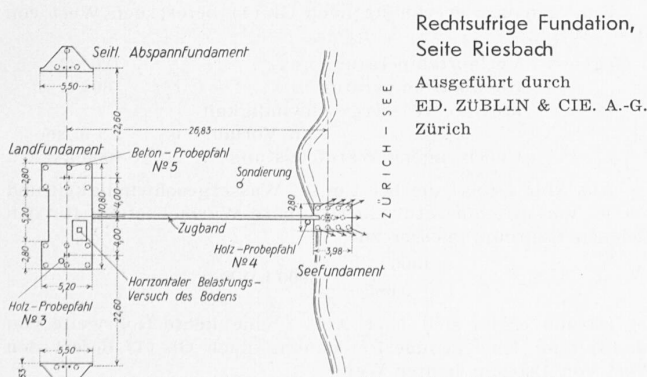 Rechtsufrige Fundation,
Seite Riesbach
Ausgeführt durch
ED. ZÜBLIN & CIE. A.-G.
Zürich
Seitl. Abspannfundament
5,50
22,60
26,83
Landfundament
Beton-Probepfahl
Nº 5
Sondierung
ZÜRICH-SEE
2,80
5,20
2,80
10,80
4,00
4,00
2,80
Zugband
Holz-Probepfahl
Nº 4
3,98
Seefundament
5,20
Horizontaler Belastungs-
Versuch des Bodens
Holz-Probepfahl
Nº 3
22,60
5,50